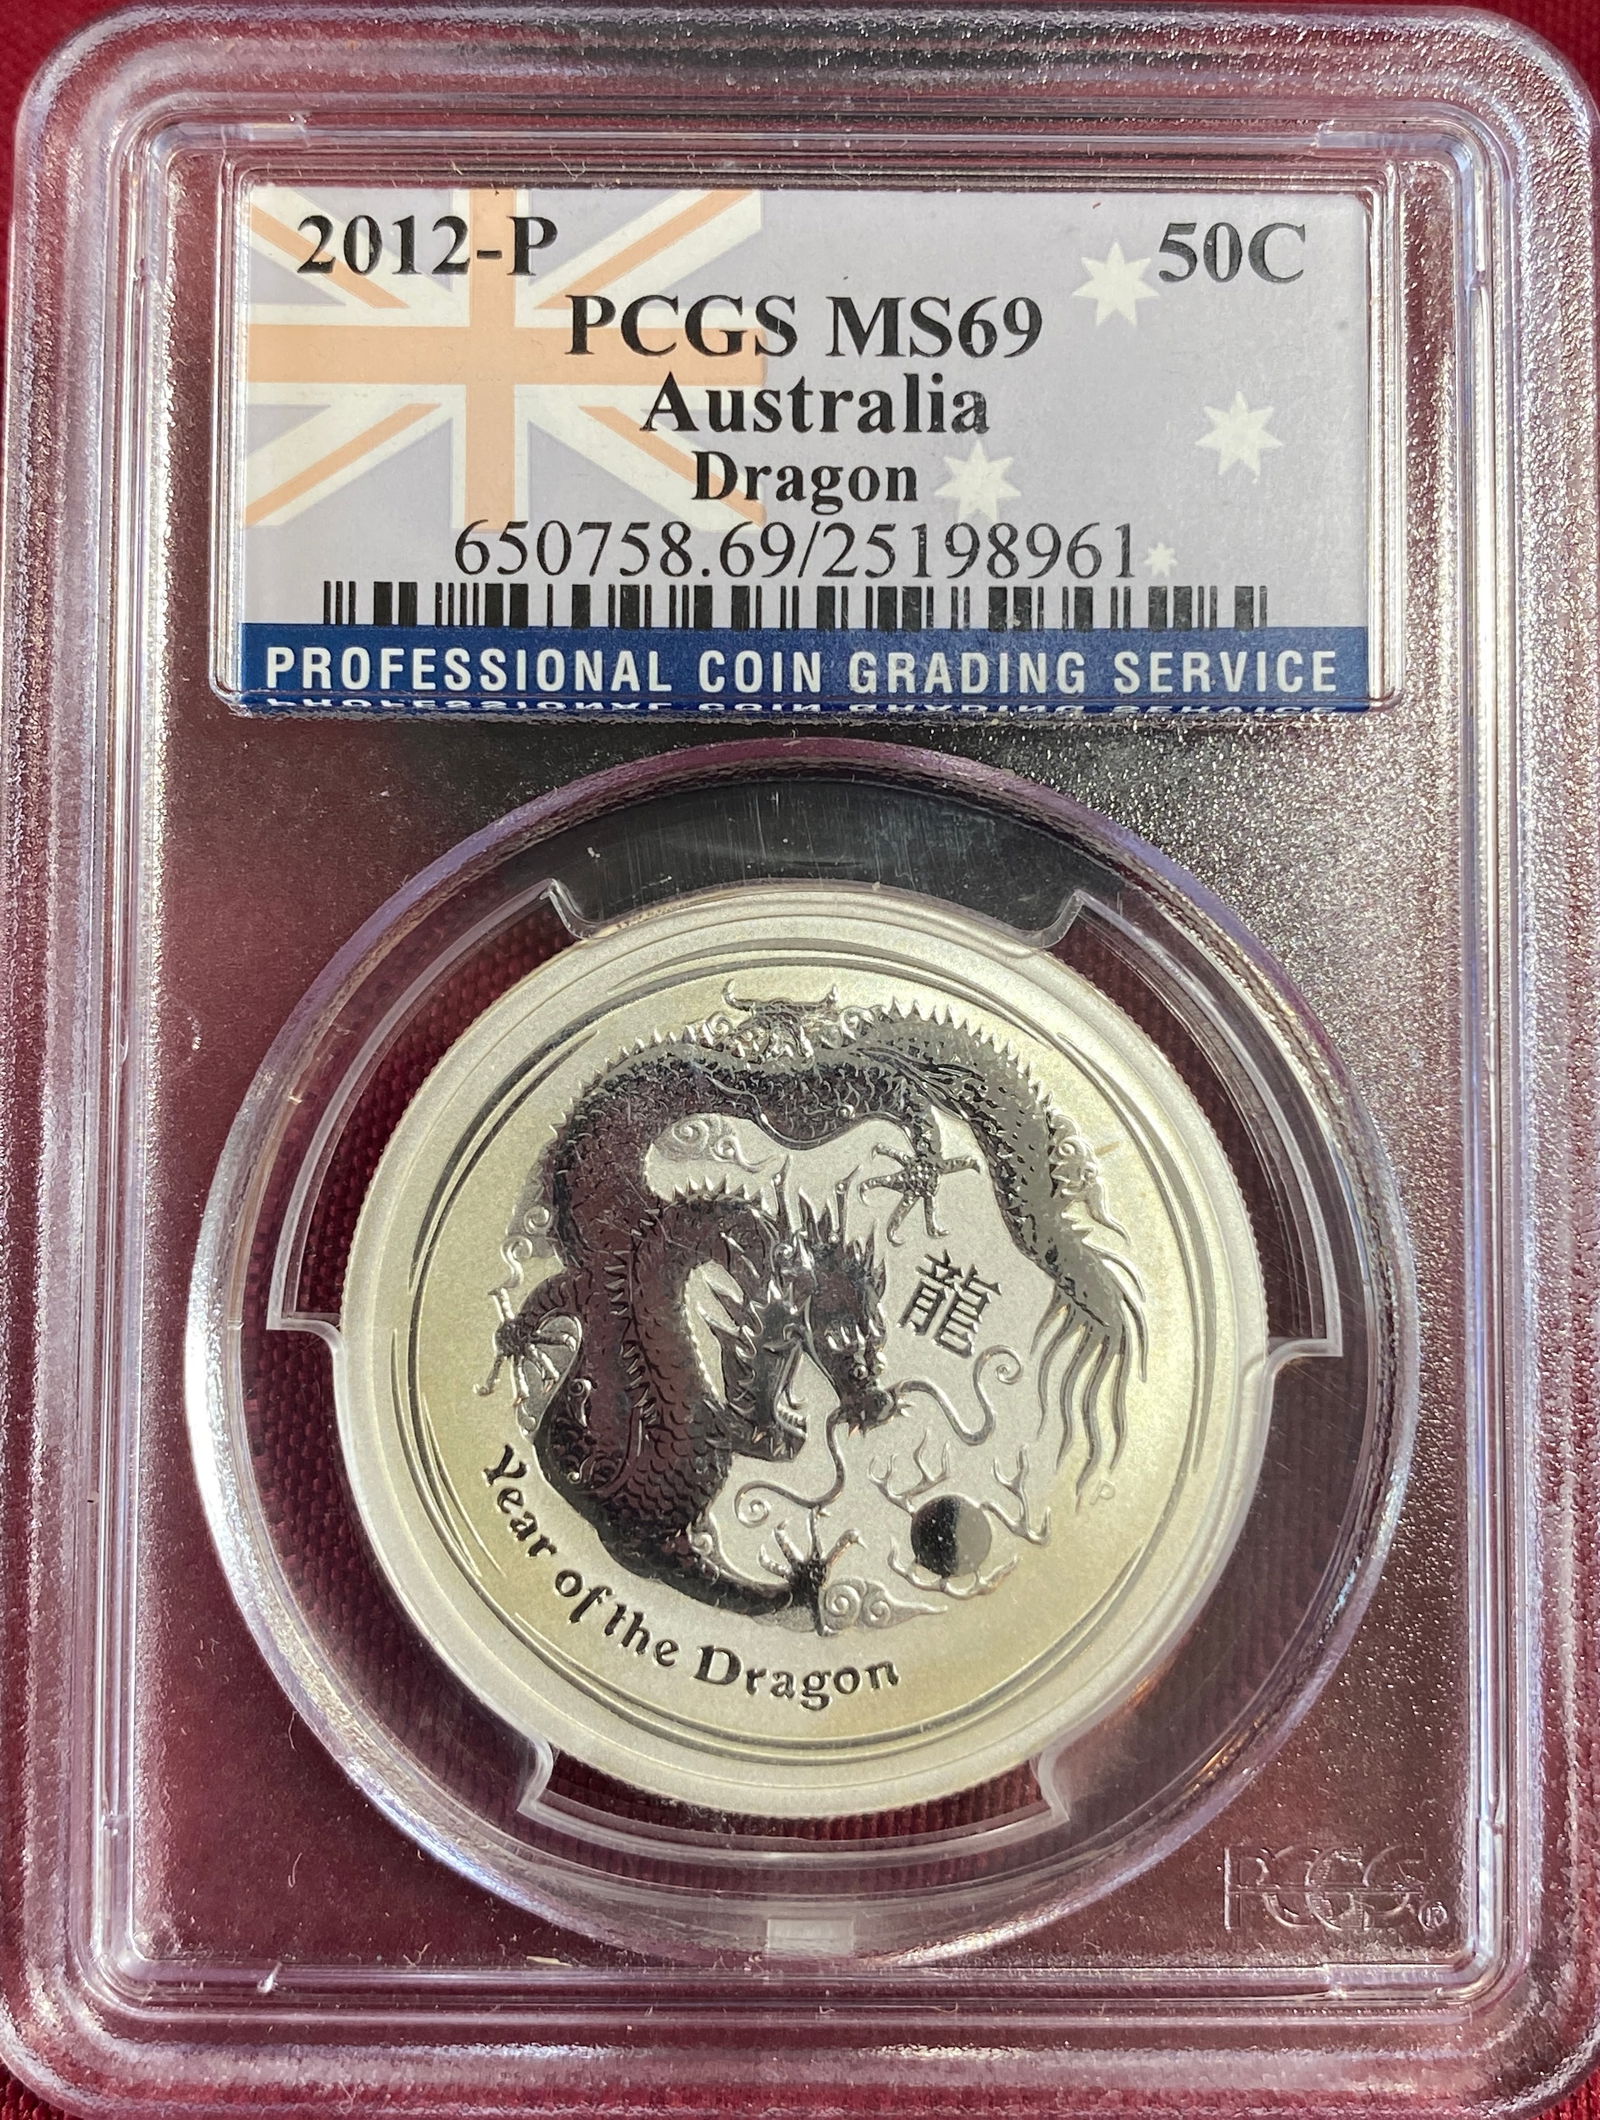 2012-P 50C
PCGS MS69
Australia
Dragon
650758.69/25198961
PROFESSIONAL COIN GRADING SERVICE
龍
P
Year of the Dragon
PCGS®